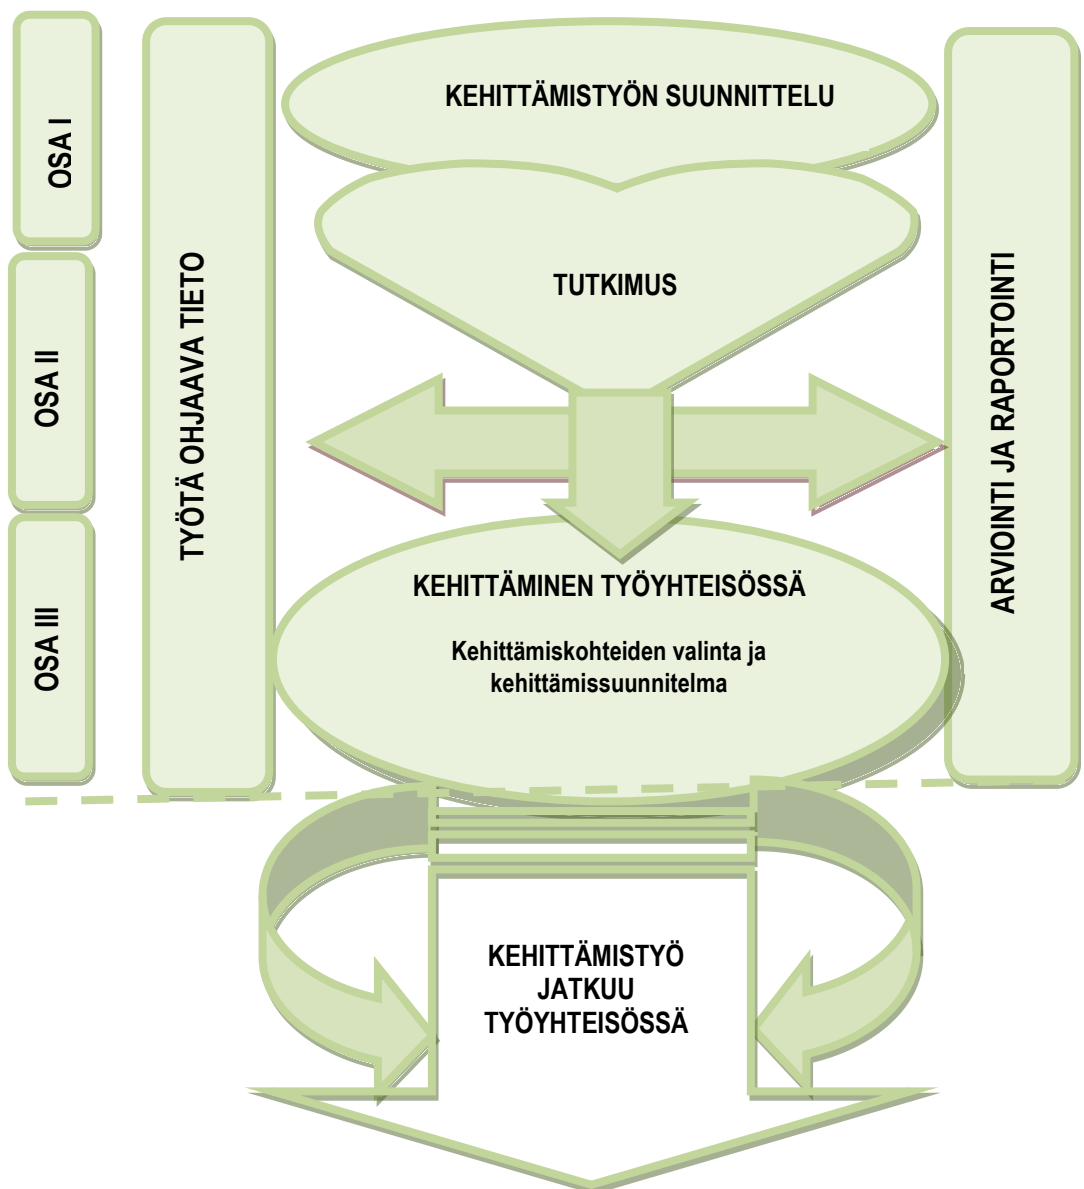 OSA I
OSA II
OSA III
TYÖTÄ OHJAAVA TIETO
KEHITTÄMISTYÖN SUUNNITTELU
TUTKIMUS
KEHITTÄMINEN TYÖYHTEISÖSSÄ
Kehittämiskohteiden valinta ja
kehittämissuunnitelma
ARVIOINTI JA RAPORTOINTI
KEHITTÄMISTYÖ
JATKUU
TYÖYHTEISÖSSÄ